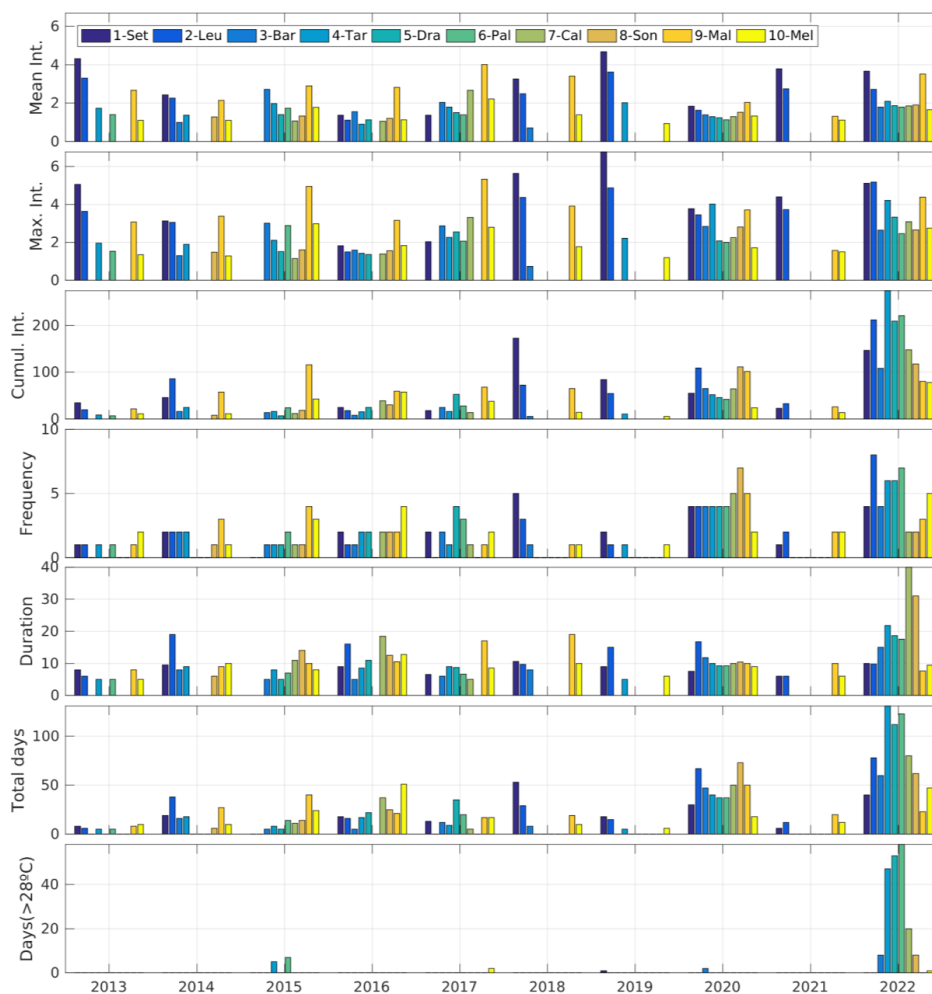 6
4
2
0
Mean Int.
1-Set 2-Leu 3-Bar 4-Tar 5-Dra 6-Pal 7-Cal 8-Son 9-Mal 10-Mel
6
4
2
0
Max. Int.
200
100
0
Cumul. Int.
10
5
0
Frequency
40
30
20
10
0
Duration
100
50
0
Total days
40
20
0
Days(>28ºC)
2013 2014 2015 2016 2017 2018 2019 2020 2021 2022